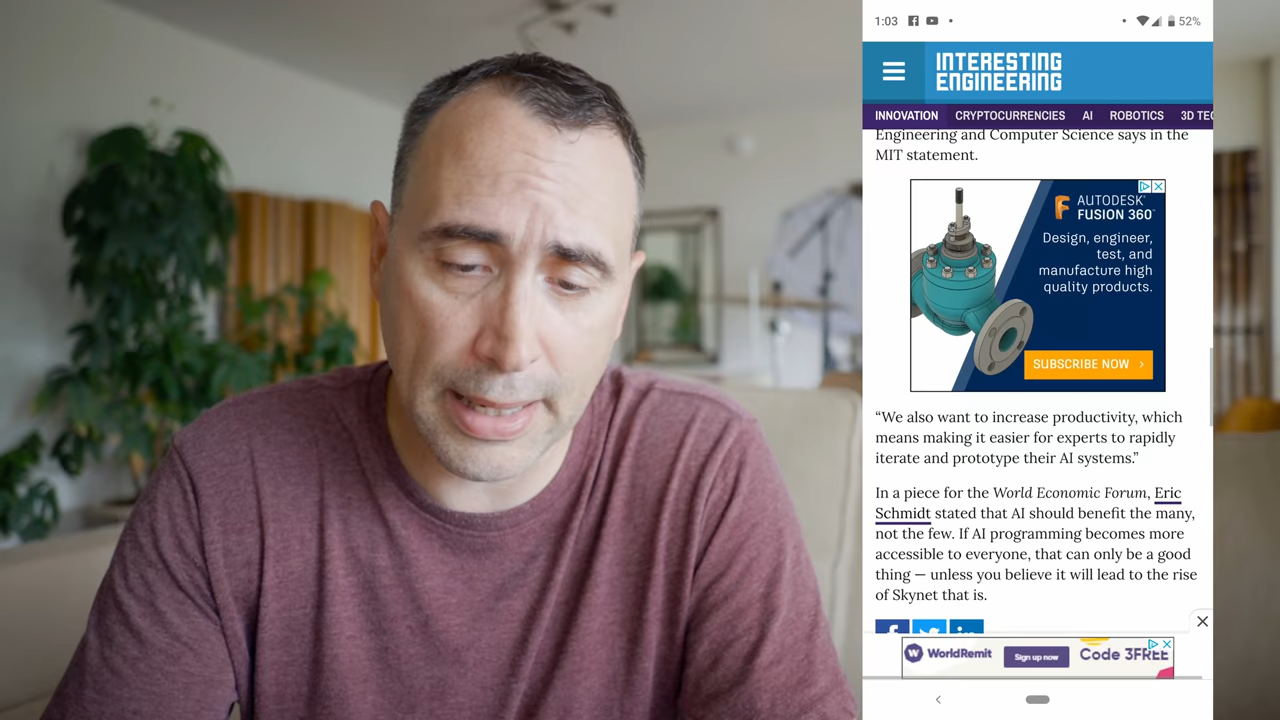 1:03
52%
INTERESTING
ENGINEERING
INNOVATION CRYPTOCURRENCIES AI ROBOTICS 3D TEC
Engineering and Computer Science says in the
MIT statement.
AUTODESK
FUSION 360™
Design, engineer,
test, and
manufacture high
quality products.
SUBSCRIBE NOW
“We also want to increase productivity, which
means making it easier for experts to rapidly
iterate and prototype their AI systems.”
In a piece for the World Economic Forum, Eric
Schmidt stated that AI should benefit the many,
not the few. If AI programming becomes more
accessible to everyone, that can only be a good
thing — unless you believe it will lead to the rise
of Skynet that is.
WorldRemit
Sign up now
Code 3FREE